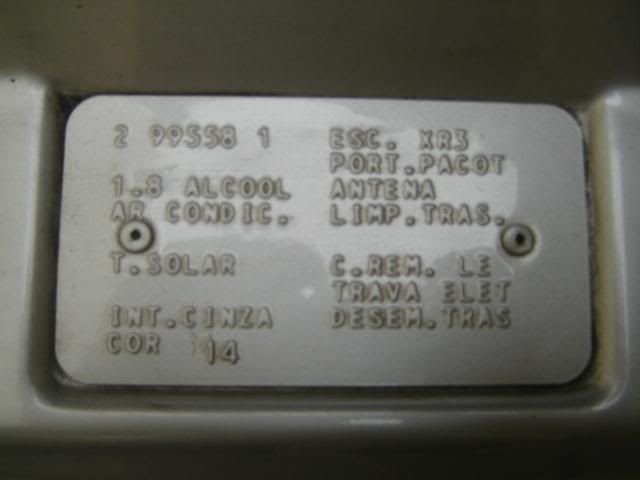 2 99558 1 ESC. XR3
PORT.PACOT
1.8 ALCOOL ANTENA
AR CONDIC. LIMP.TRAS.
T.SOLAR C.REM. LE
TRAVA ELET
INT.CINZA DESEM.TRAS
COR 14